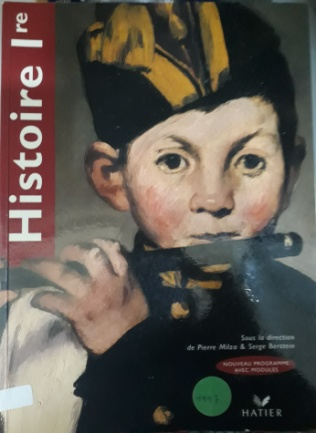 Histoire Ire
Sous la direction
de Pierre Milza & Serge Berstein
NOUVEAU PROGRAMME
AVEC MODULES
HATIER